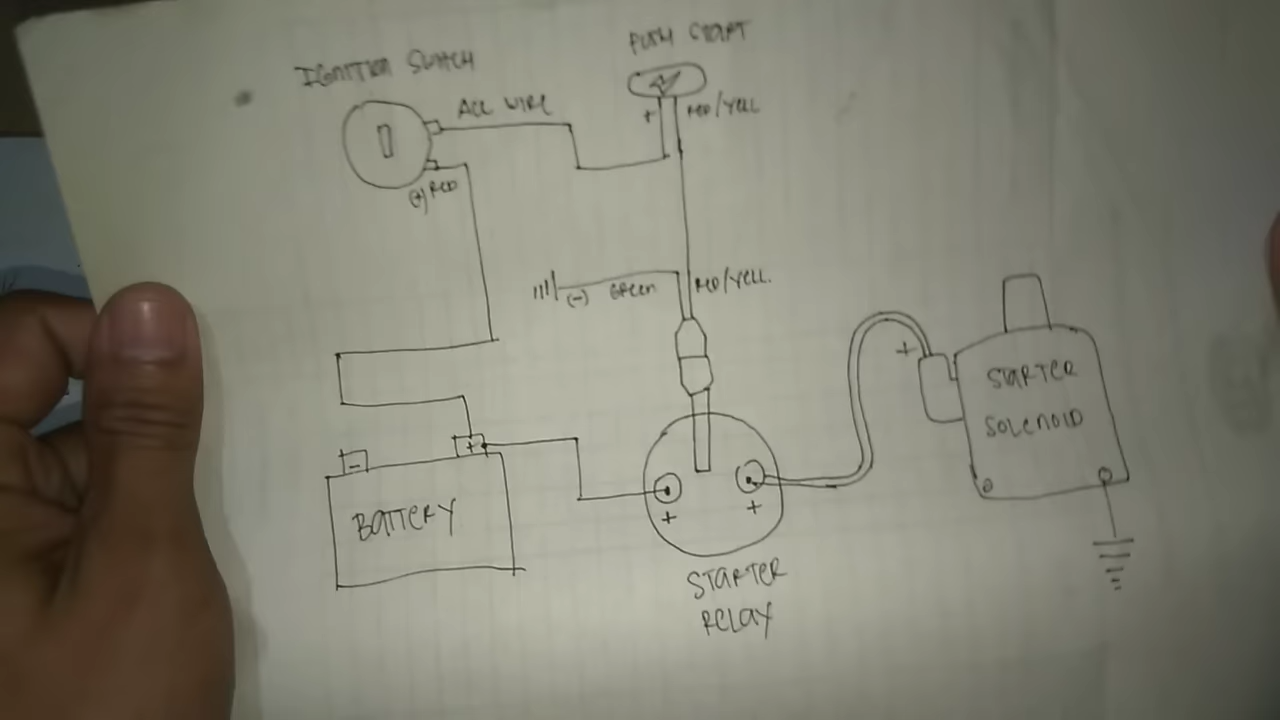 IGNITION SWITCH
PUSH START
ACC WIRE
+
RED/YELL
(+) RED
(-) GREEN
RED/YELL.
+
STARTER
SOLENOID
-
+
BATTERY
+
+
STARTER
RELAY